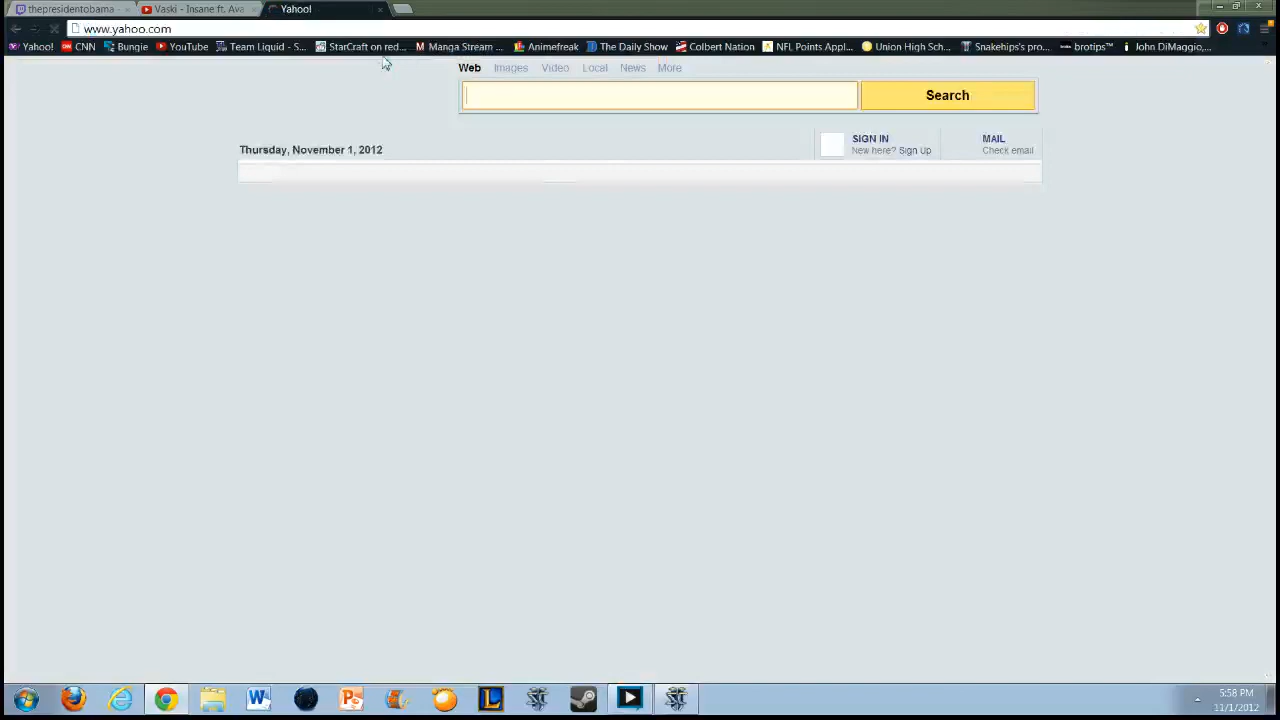 thepresidentobama -
Vaski - Insane ft. Ava
Yahoo!
www.yahoo.com
Yahoo!
CNN
Bungie
YouTube
Team Liquid - S...
StarCraft on red...
Manga Stream ...
Animefreak
The Daily Show
Colbert Nation
NFL Points Appl...
Union High Sch...
Snakehips's pro...
brotips™
John DiMaggio,...
Web Images Video Local News More
Search
Thursday, November 1, 2012
SIGN IN
New here? Sign Up
MAIL
Check email
5:58 PM
11/1/2012